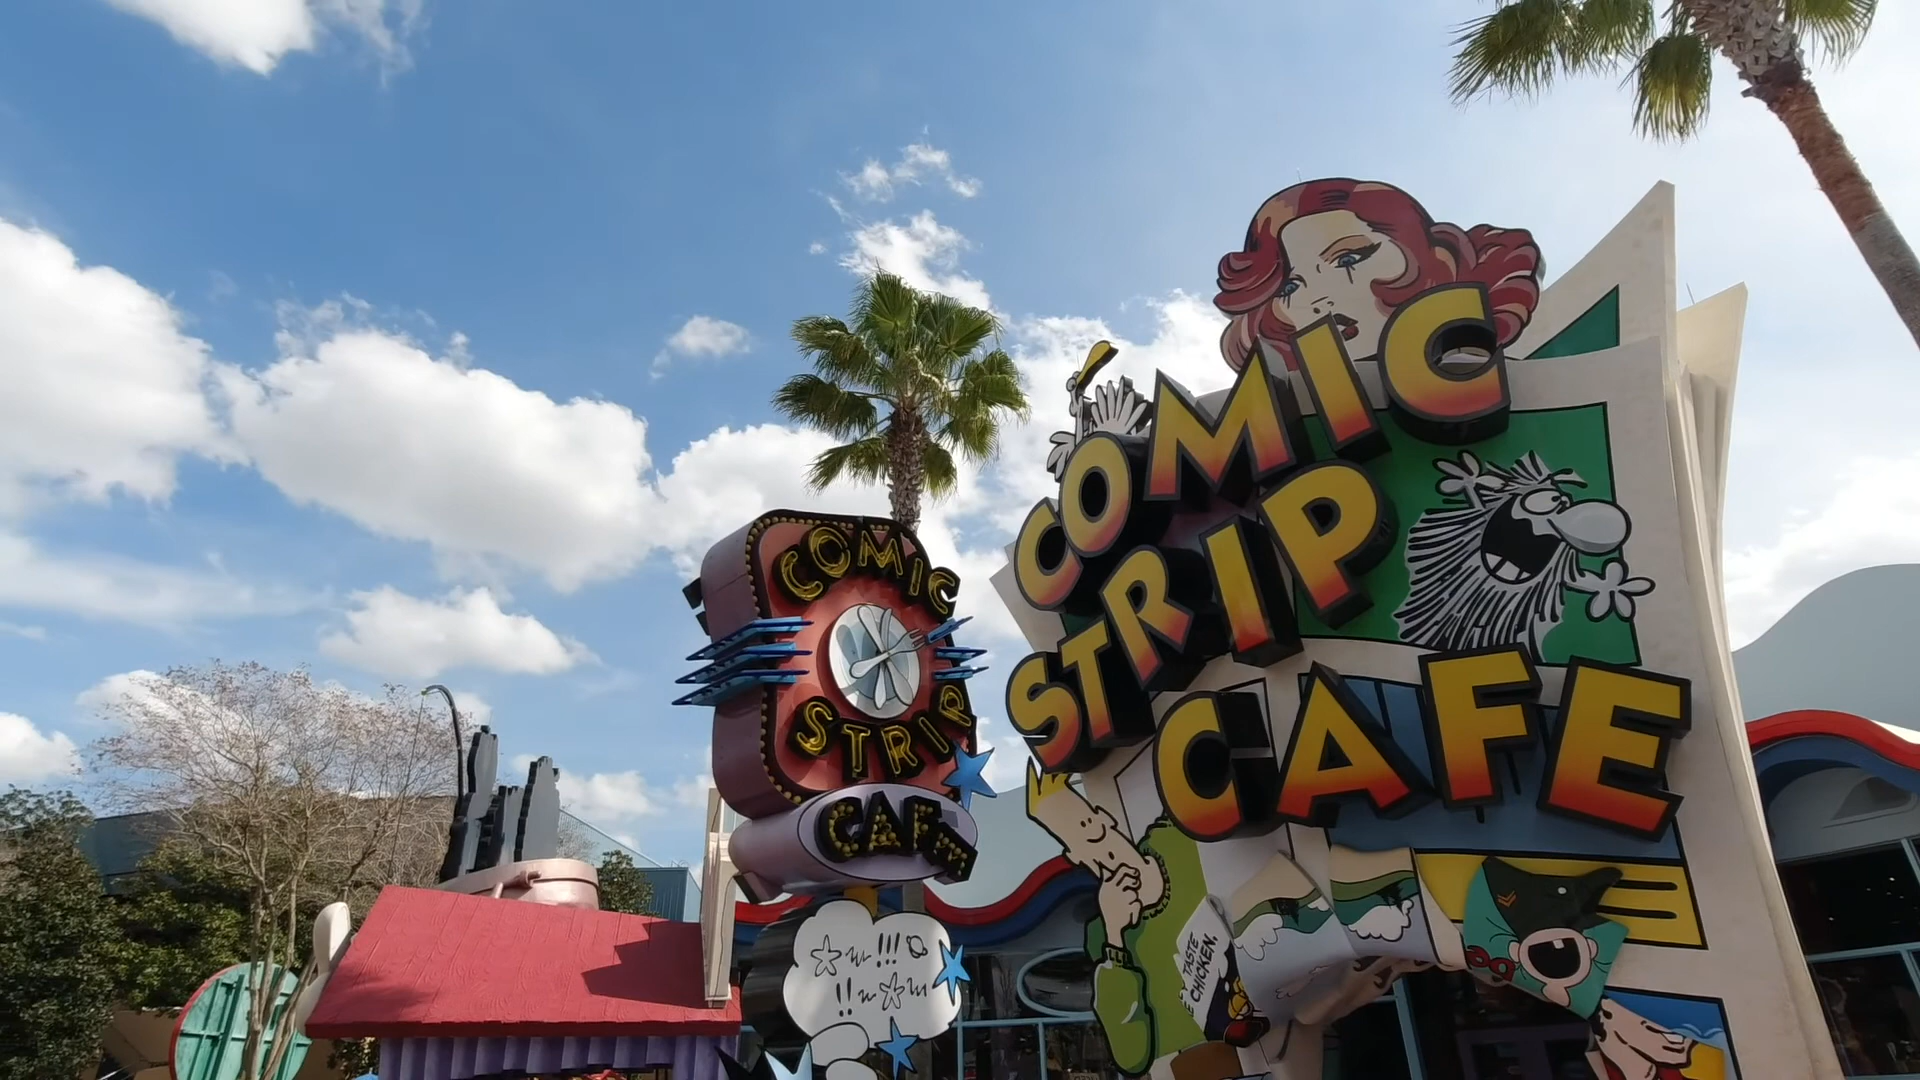 COMIC
STRIP
CAFE
COMIC
STRIP
CAFE
!!!
!!
TASTE
CHICKEN.